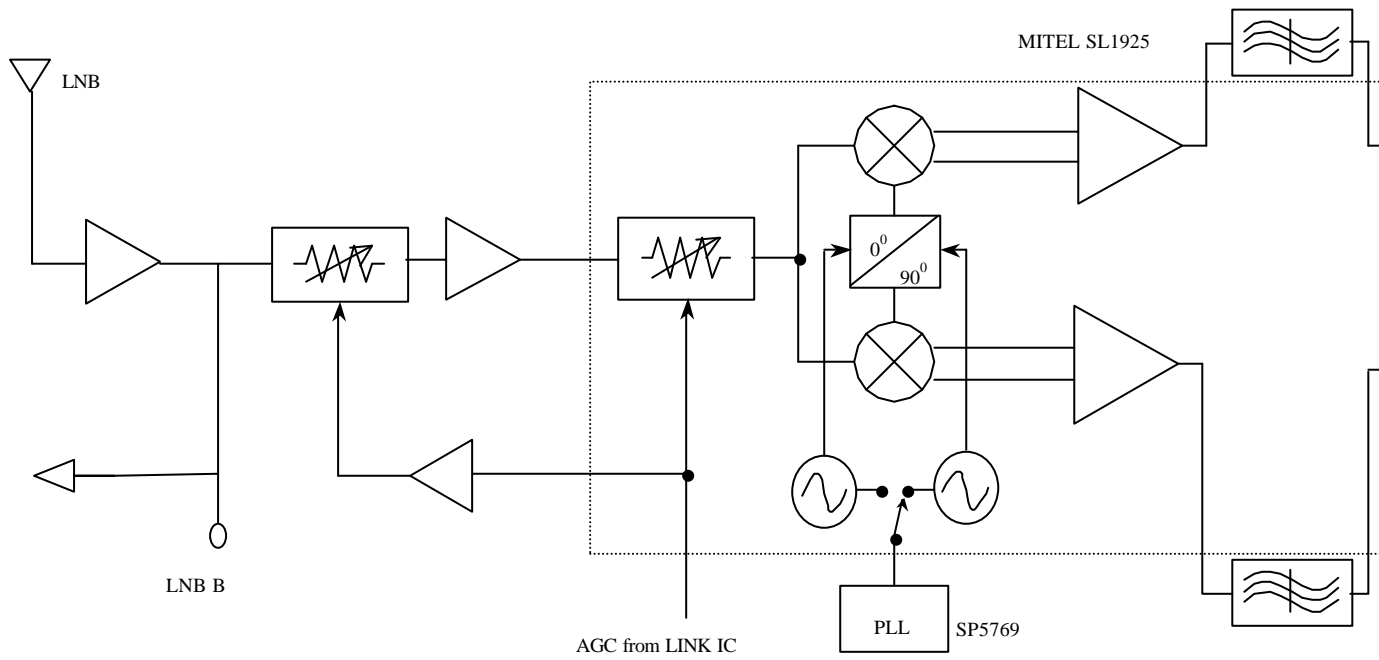 MITEL SL1925
LNB
0⁰
90⁰
LNB B
PLL
SP5769
AGC from LINK IC